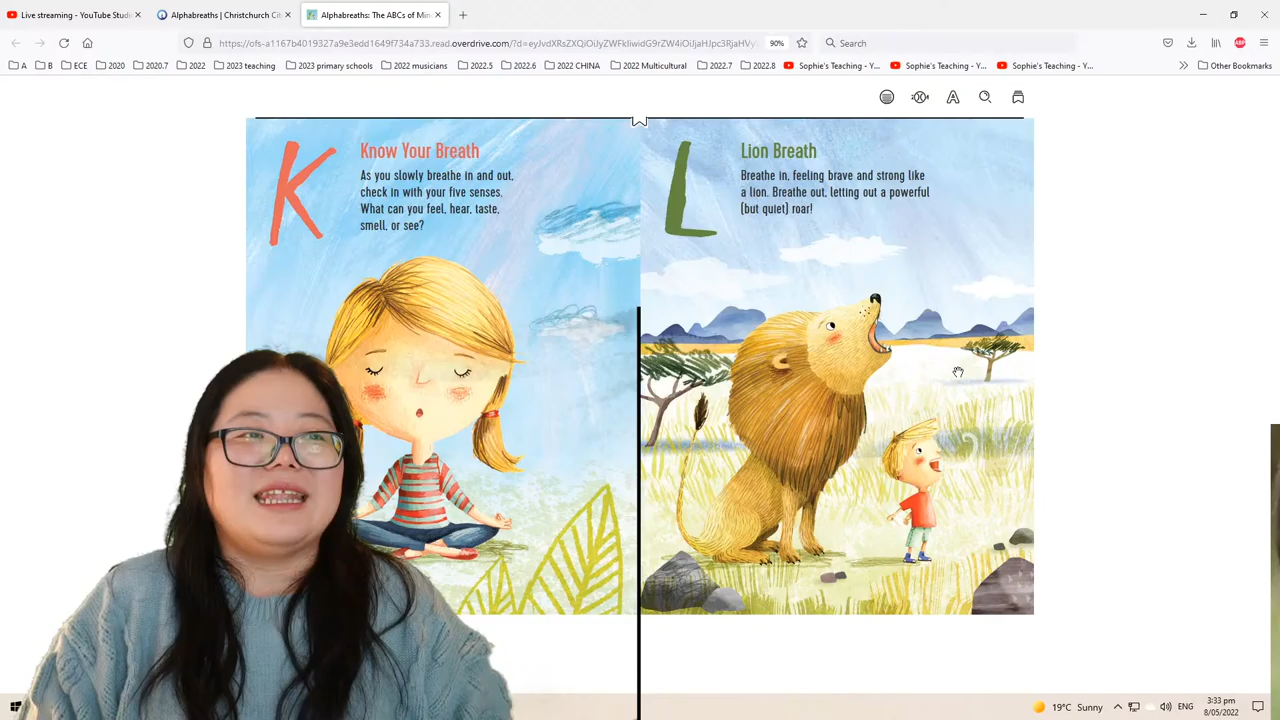 Live streaming - YouTube Studi
Alphabreaths | Christchurch Cit
Alphabreaths: The ABCs of Min
90%
Search
A
B
ECE
2020
2020.7
2022
2023 teaching
2023 primary schools
2022 musicians
2022.5
2022.6
2022 CHINA
2022 Multicultural
2022.7
2022.8
Sophie's Teaching - Y...
Sophie's Teaching - Y...
Sophie's Teaching - Y...
Other Bookmarks
K
Know Your Breath
As you slowly breathe in and out,
check in with your five senses.
What can you feel, hear, taste,
smell, or see?
L
Lion Breath
Breathe in, feeling brave and strong like
a lion. Breathe out, letting out a powerful
(but quiet) roar!
19°C Sunny
ENG
3:33 pm
8/05/2022